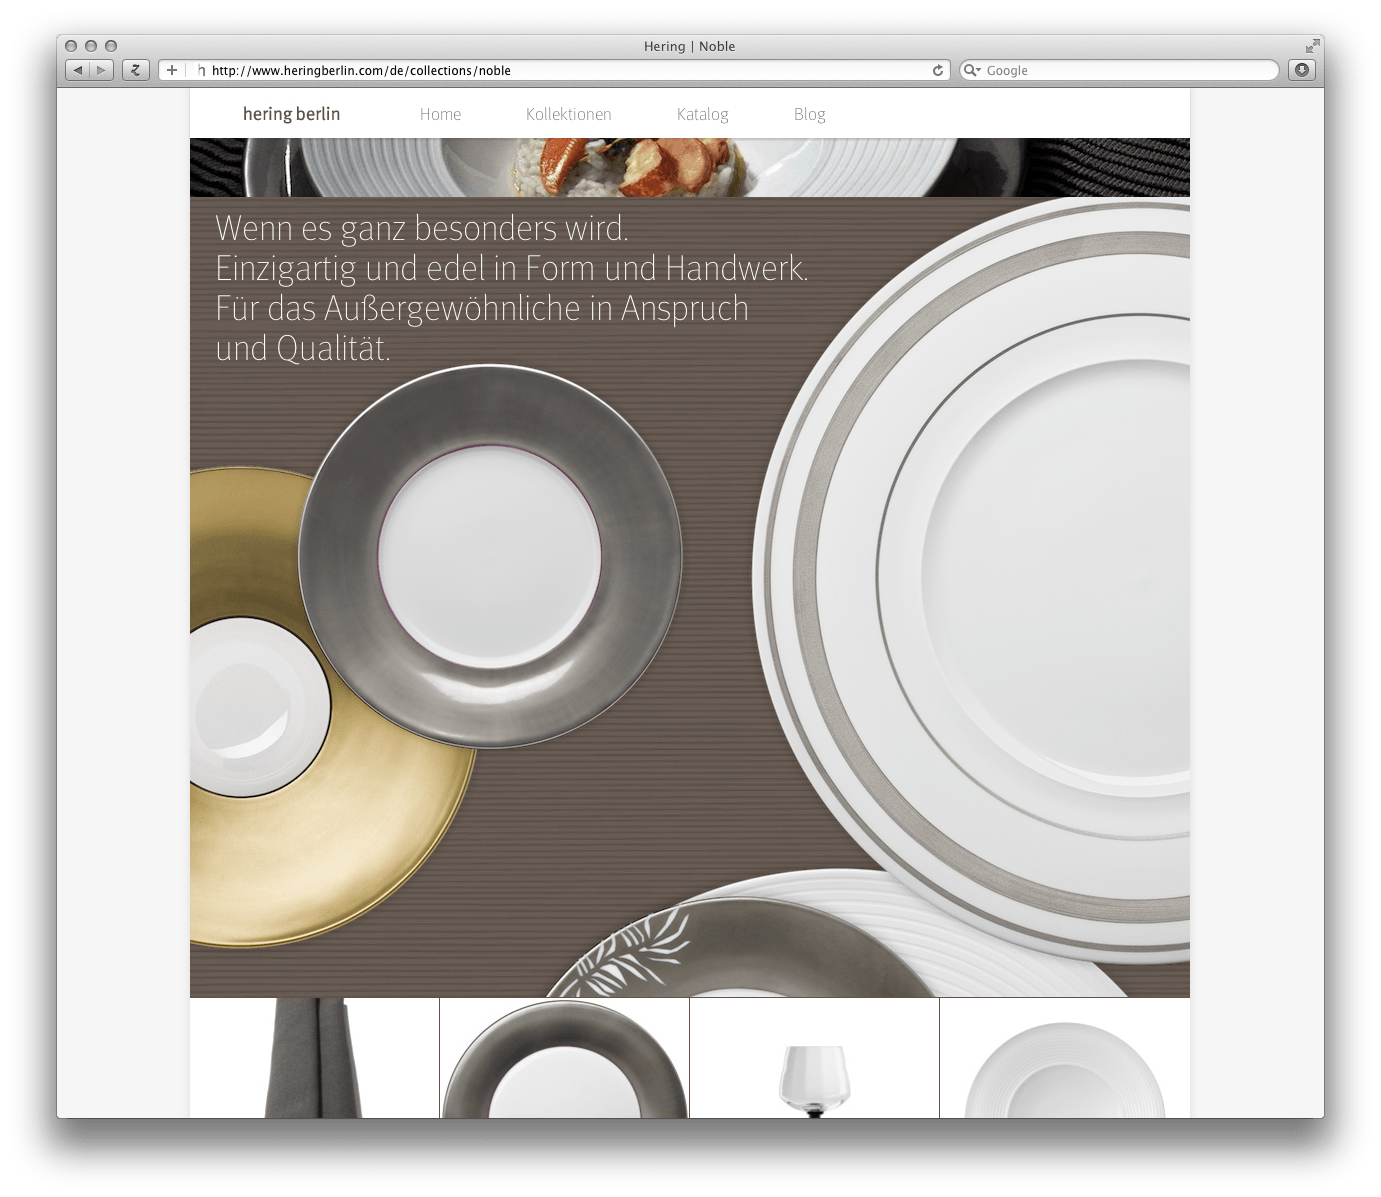 Hering | Noble
http://www.heringberlin.com/de/collections/noble
Google
hering berlin Home Kollektionen Katalog Blog
Wenn es ganz besonders wird.
Einzigartig und edel in Form und Handwerk.
Für das Außergewöhnliche in Anspruch
und Qualität.